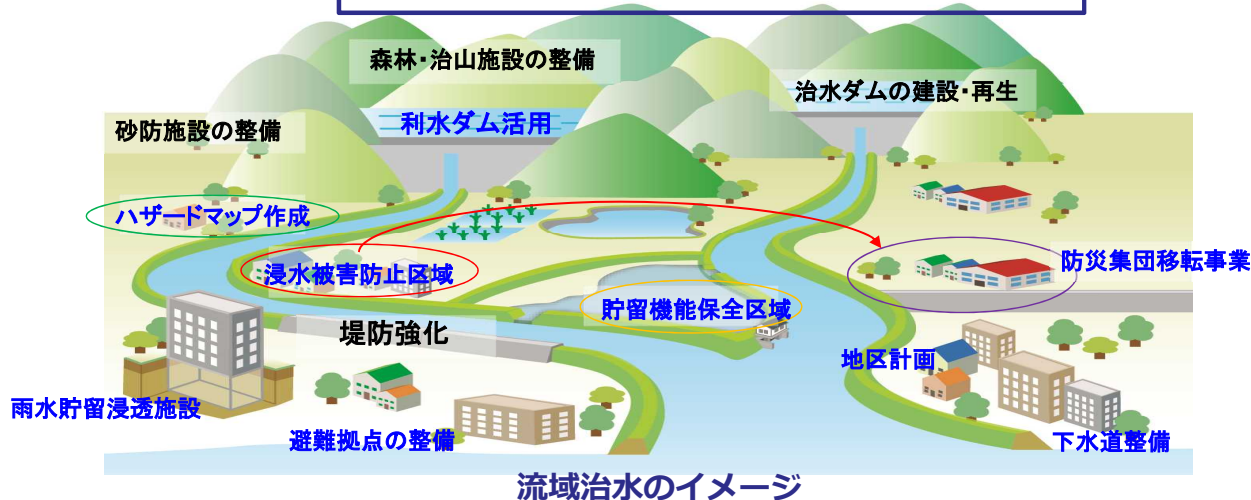 森林・治山施設の整備
治水ダムの建設・再生
利水ダム活用
砂防施設の整備
ハザードマップ作成
浸水被害防止区域
防災集団移転事業
貯留機能保全区域
堤防強化
地区計画
雨水貯留浸透施設
避難拠点の整備
下水道整備
流域治水のイメージ